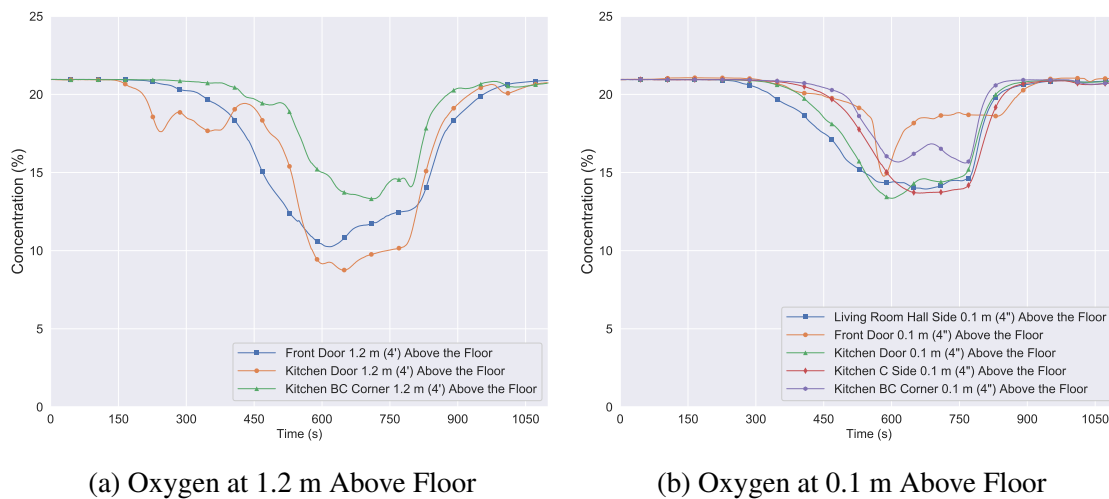 25
20
15
10
5
0
Concentration (%)
0 150 300 450 600 750 900 1050
Time (s)
Front Door 1.2 m (4') Above the Floor
Kitchen Door 1.2 m (4') Above the Floor
Kitchen BC Corner 1.2 m (4') Above the Floor
(a) Oxygen at 1.2 m Above Floor
25
20
15
10
5
0
Concentration (%)
0 150 300 450 600 750 900 1050
Time (s)
Living Room Hall Side 0.1 m (4") Above the Floor
Front Door 0.1 m (4") Above the Floor
Kitchen Door 0.1 m (4") Above the Floor
Kitchen C Side 0.1 m (4") Above the Floor
Kitchen BC Corner 0.1 m (4") Above the Floor
(b) Oxygen at 0.1 m Above Floor